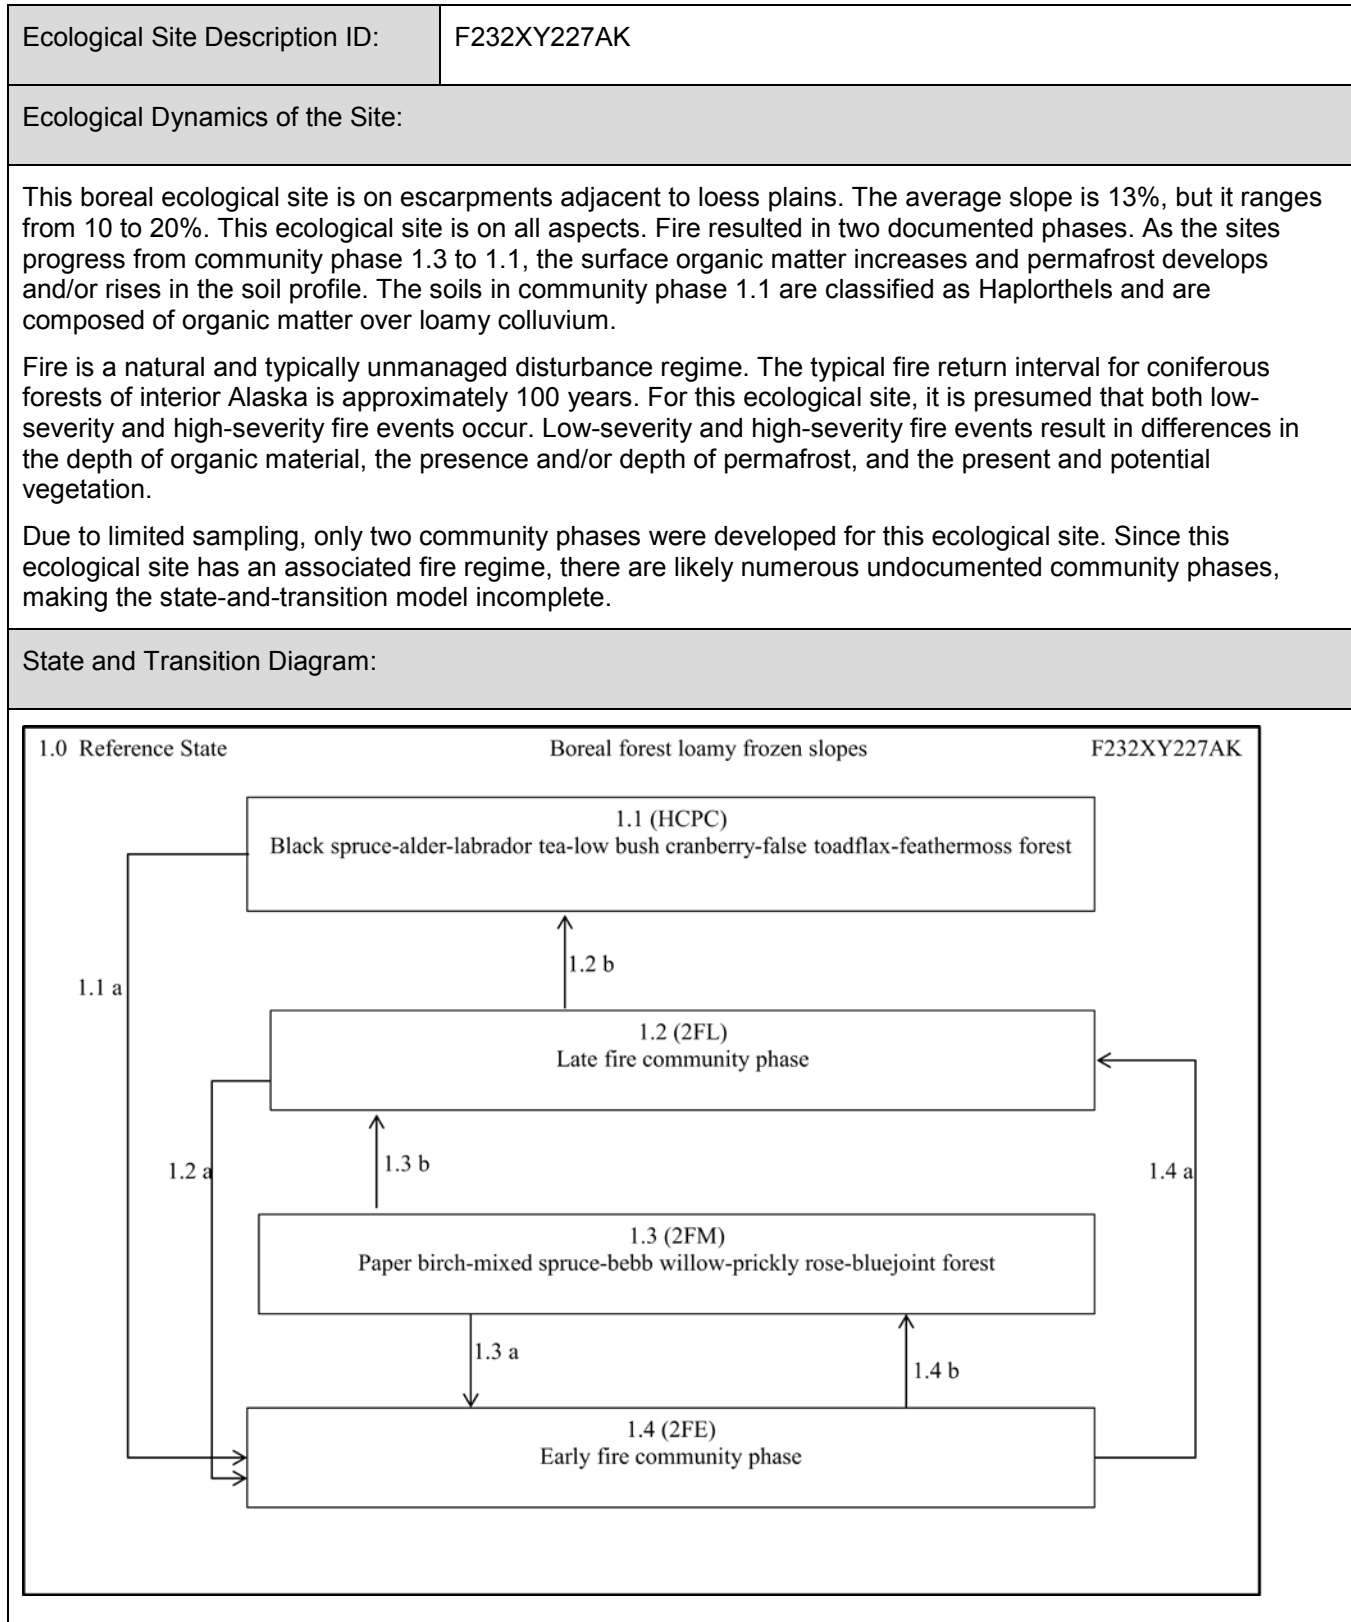 Ecological Site Description ID:
F232XY227AK
Ecological Dynamics of the Site:
This boreal ecological site is on escarpments adjacent to loess plains. The average slope is 13%, but it ranges
from 10 to 20%. This ecological site is on all aspects. Fire resulted in two documented phases. As the sites
progress from community phase 1.3 to 1.1, the surface organic matter increases and permafrost develops
and/or rises in the soil profile. The soils in community phase 1.1 are classified as Haplorthels and are
composed of organic matter over loamy colluvium.
Fire is a natural and typically unmanaged disturbance regime. The typical fire return interval for coniferous
forests of interior Alaska is approximately 100 years. For this ecological site, it is presumed that both low-
severity and high-severity fire events occur. Low-severity and high-severity fire events result in differences in
the depth of organic material, the presence and/or depth of permafrost, and the present and potential
vegetation.
Due to limited sampling, only two community phases were developed for this ecological site. Since this
ecological site has an associated fire regime, there are likely numerous undocumented community phases,
making the state-and-transition model incomplete.
State and Transition Diagram:
1.0 Reference State
Boreal forest loamy frozen slopes
F232XY227AK
1.1 (HCPC)
Black spruce-alder-labrador tea-low bush cranberry-false toadflax-feathermoss forest
1.2 b
1.1 a
1.2 (2FL)
Late fire community phase
1.3 b
1.2 a
1.4 a
1.3 (2FM)
Paper birch-mixed spruce-bebb willow-prickly rose-bluejoint forest
1.3 a
1.4 b
1.4 (2FE)
Early fire community phase